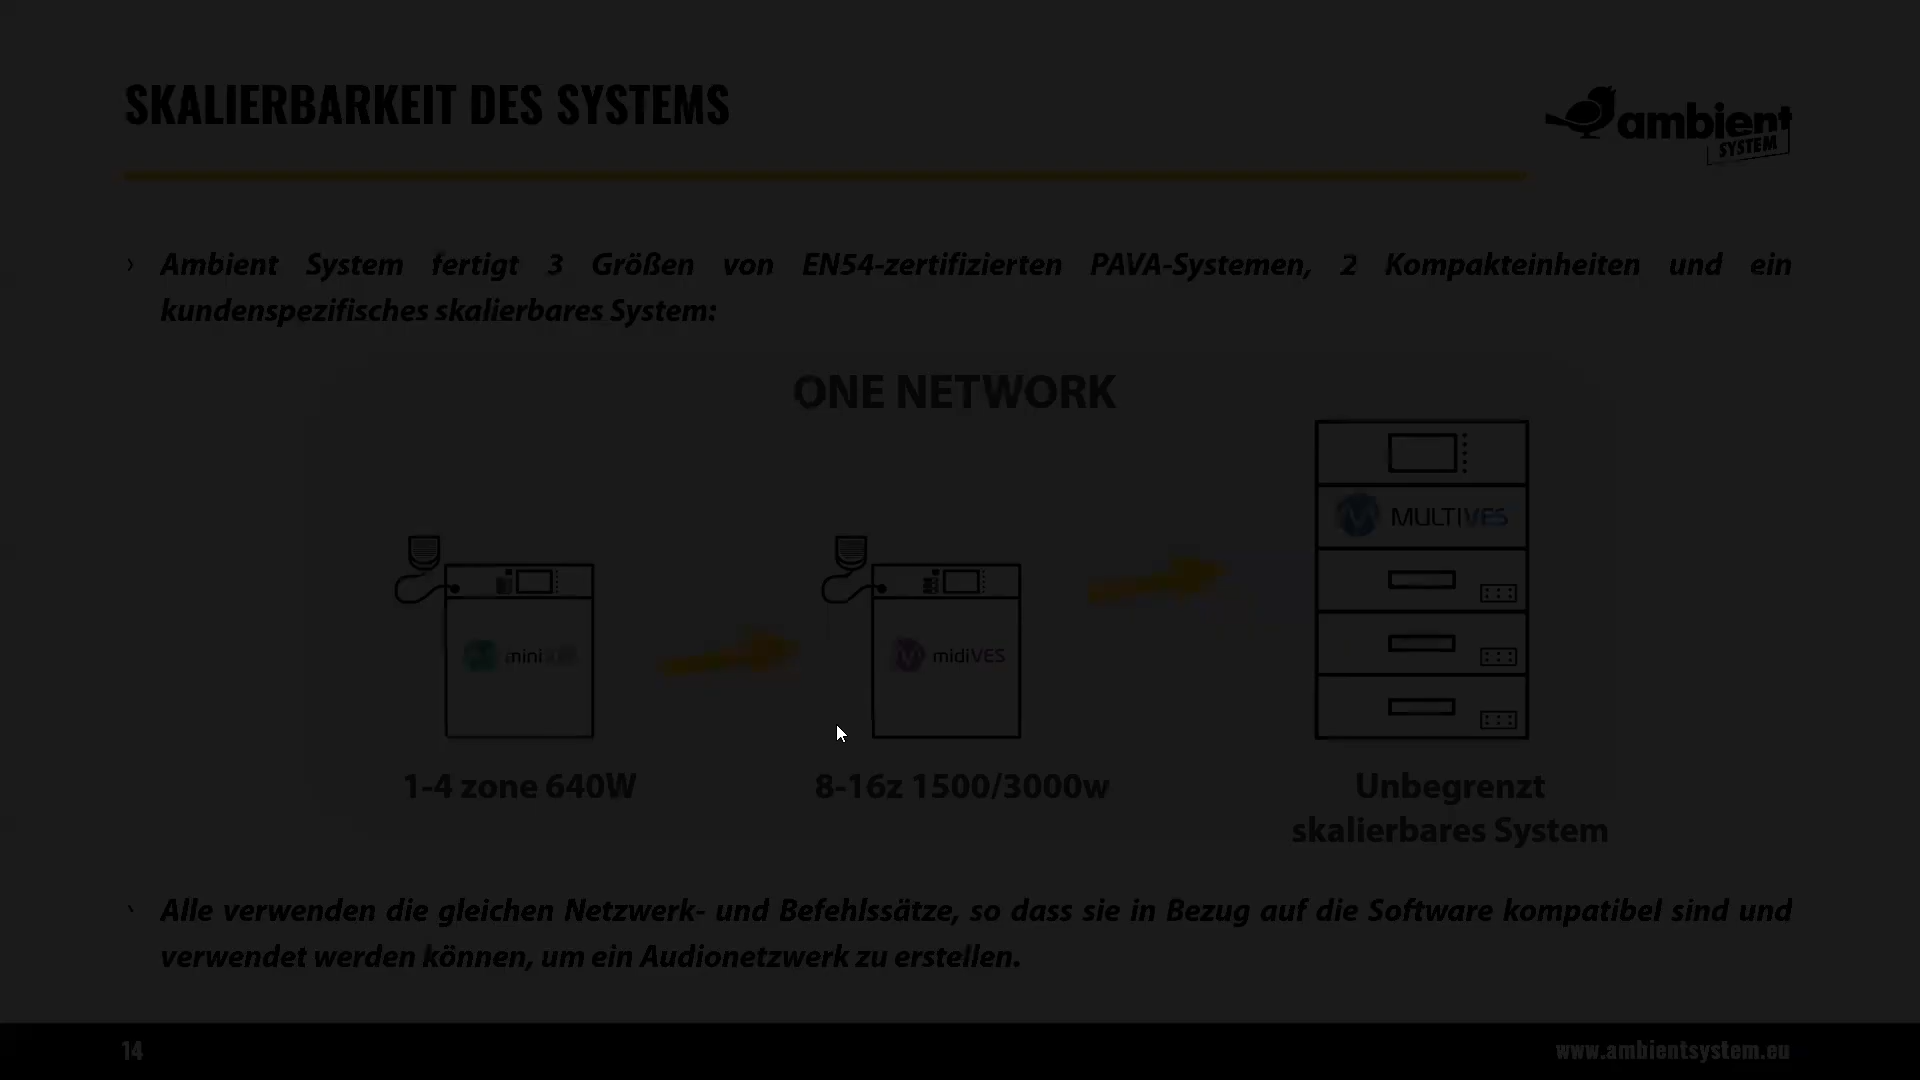 SKALIERBARKEIT DES SYSTEMS
ambient
SYSTEM
› Ambient System fertigt 3 Größen von EN54-zertifizierten PAVA-Systemen, 2 Kompakteinheiten und ein
kundenspezifisches skalierbares System:
ONE NETWORK
MULTIVES
mini
midiVES
1-4 zone 640W
8-16z 1500/3000w
Unbegrenzt
skalierbares System
Alle verwenden die gleichen Netzwerk- und Befehlssätze, so dass sie in Bezug auf die Software kompatibel sind und
verwendet werden können, um ein Audionetzwerk zu erstellen.
14
www.ambientsystem.eu